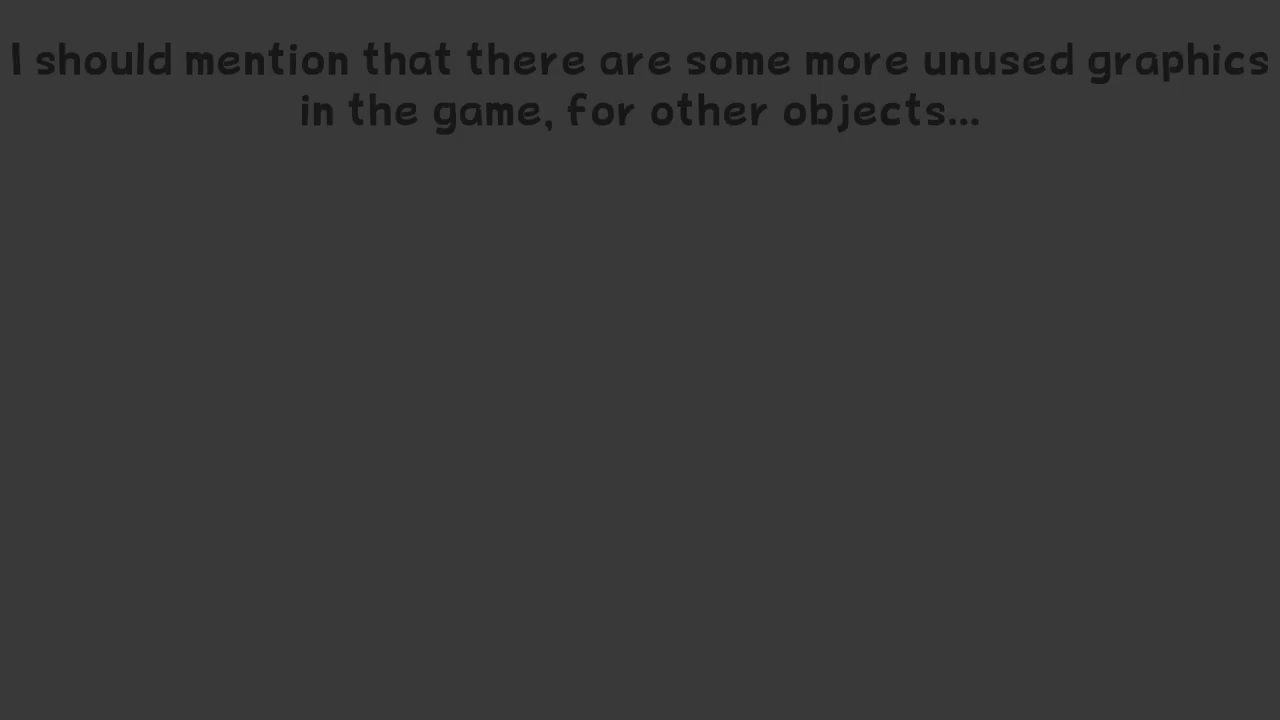 I should mention that there are some more unused graphics
in the game, for other objects...